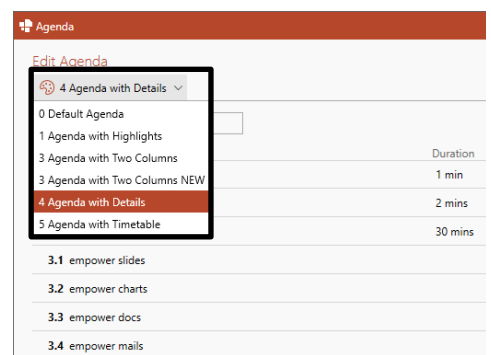 Agenda
Edit Agenda
4 Agenda with Details
0 Default Agenda
1 Agenda with Highlights
3 Agenda with Two Columns
Duration
3 Agenda with Two Columns NEW
1 min
4 Agenda with Details
2 mins
5 Agenda with Timetable
30 mins
3.1 empower slides
3.2 empower charts
3.3 empower docs
3.4 empower mails